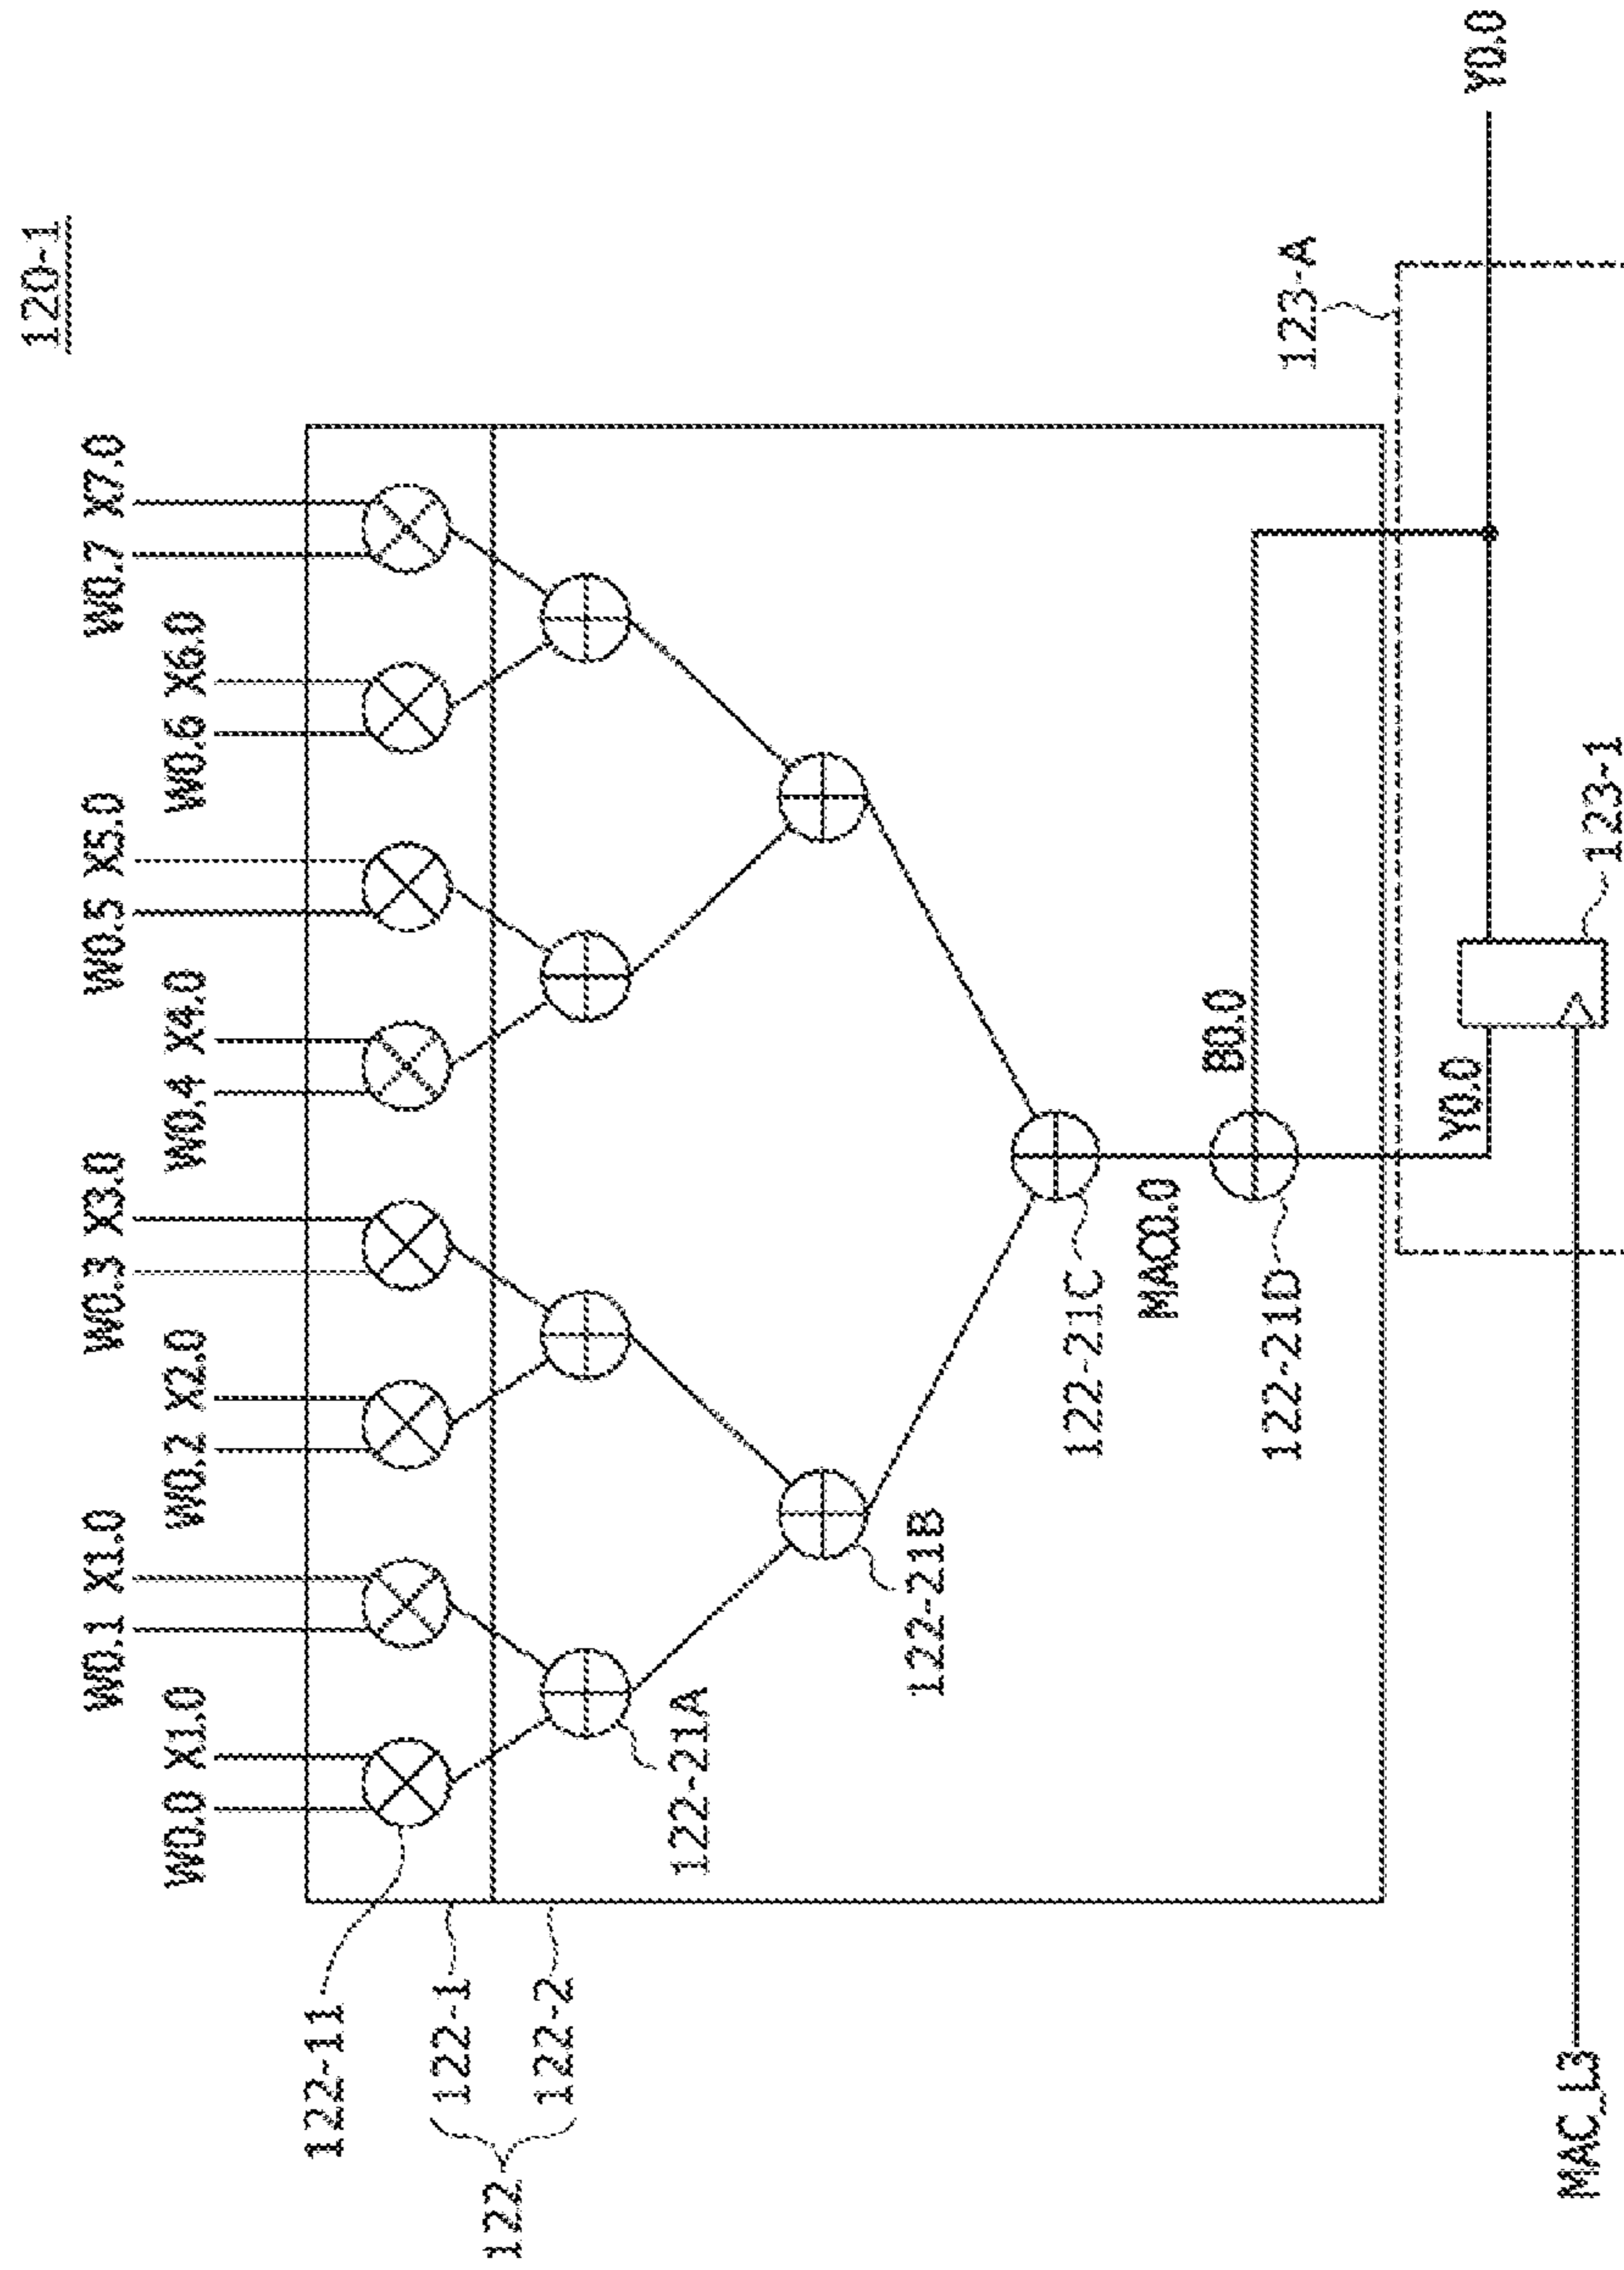 120-1
W0.1 X1.0
W0.3 X3.0
W0.5 X5.0
W0.7 X7.0
W0.0 X1.0
W0.2 X2.0
W0.4 X4.0
W0.6 X6.0
122-11
122-1
122-2
122
122-21A
122-21B
122-21C
MAC0.0
B0.0
122-21D
123-A
Y0.0
Y0.0
MAC_L3
123-1